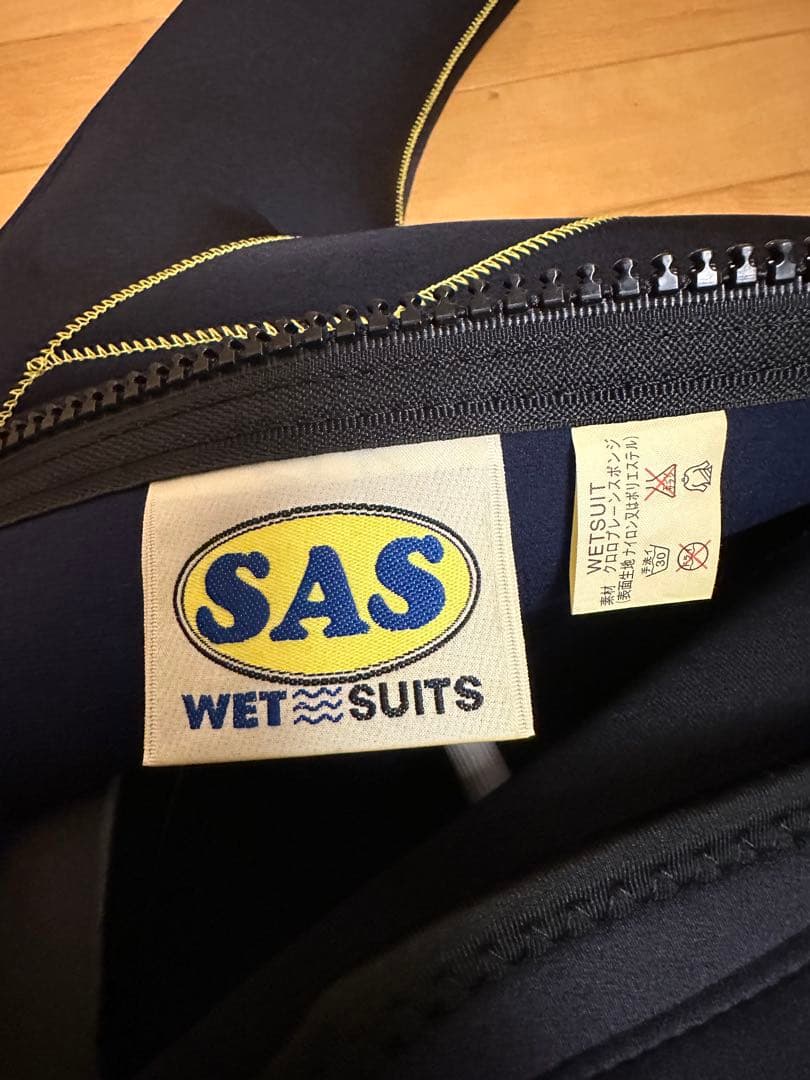 SAS
WET SUITS
WETSUIT
素材 クロロプレーンスポンジ
(表面生地 ナイロン又はポリエステル)
手洗イ
30